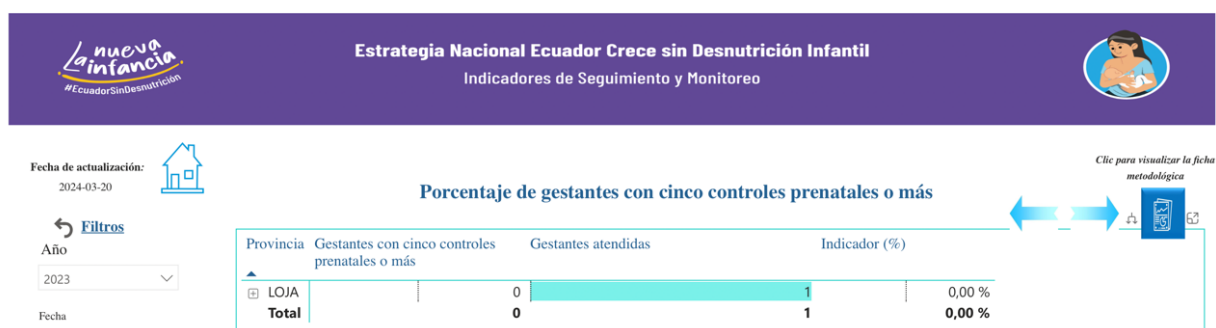 La nueva infancia
#EcuadorSinDesnutrición
Estrategia Nacional Ecuador Crece sin Desnutrición Infantil
Indicadores de Seguimiento y Monitoreo
Fecha de actualización:
2024-03-20
Clic para visualizar la ficha
metodológica
Porcentaje de gestantes con cinco controles prenatales o más
Filtros
Año
2023
Fecha
Provincia Gestantes con cinco controles prenatales o más Gestantes atendidas Indicador (%)
LOJA 0 1 0,00 %
Total 0 1 0,00 %